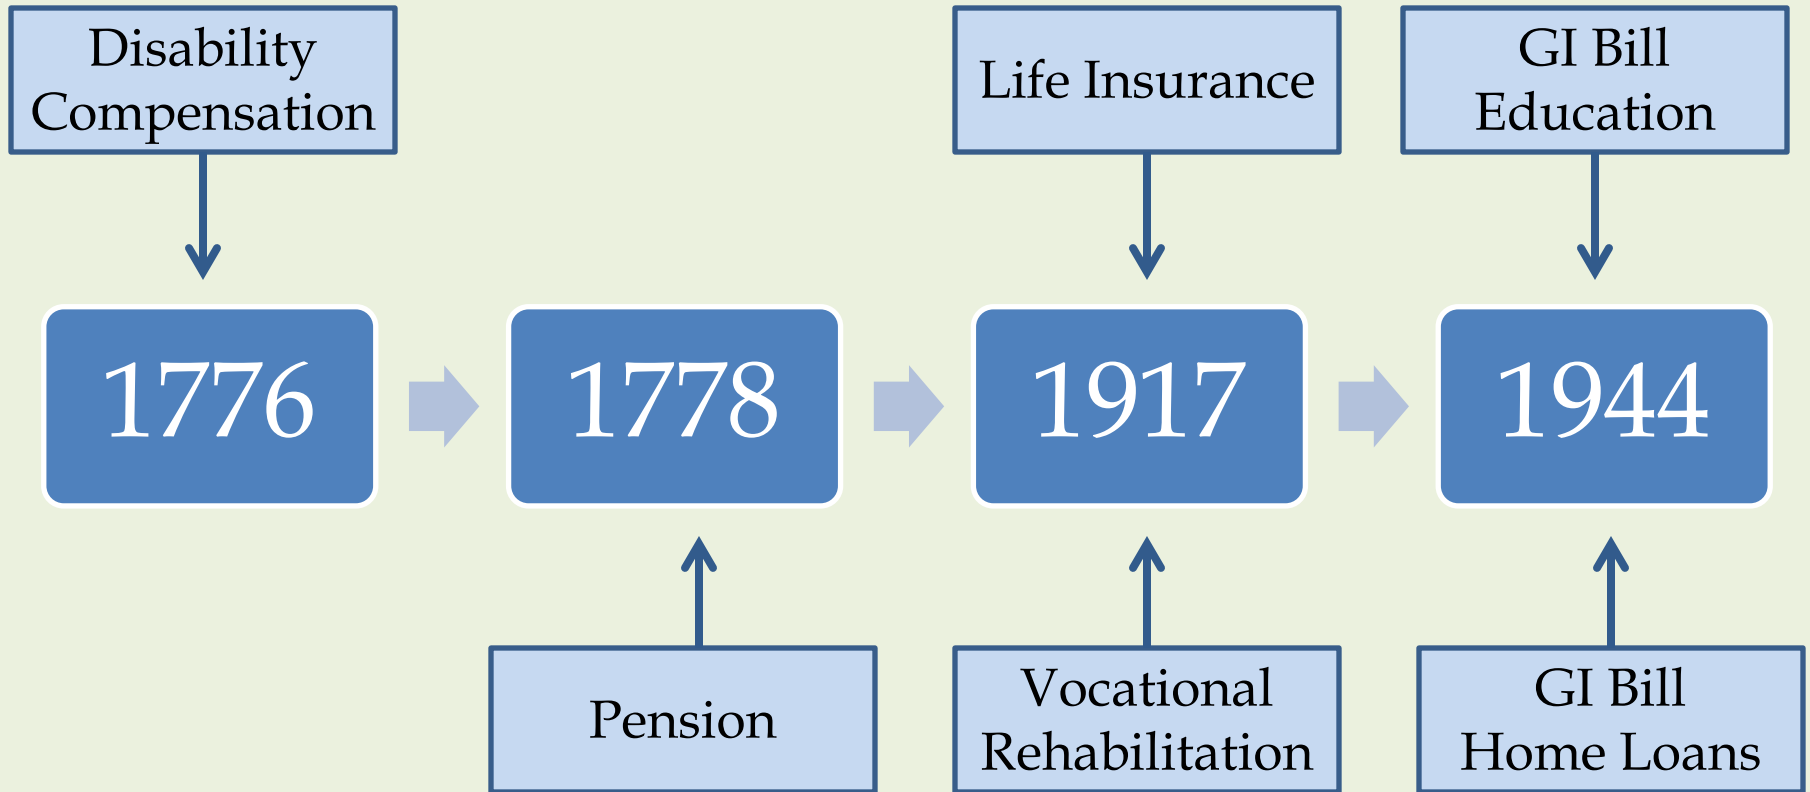 Disability
Compensation
Life Insurance
GI Bill
Education
1776
1778
1917
1944
Pension
Vocational
Rehabilitation
GI Bill
Home Loans